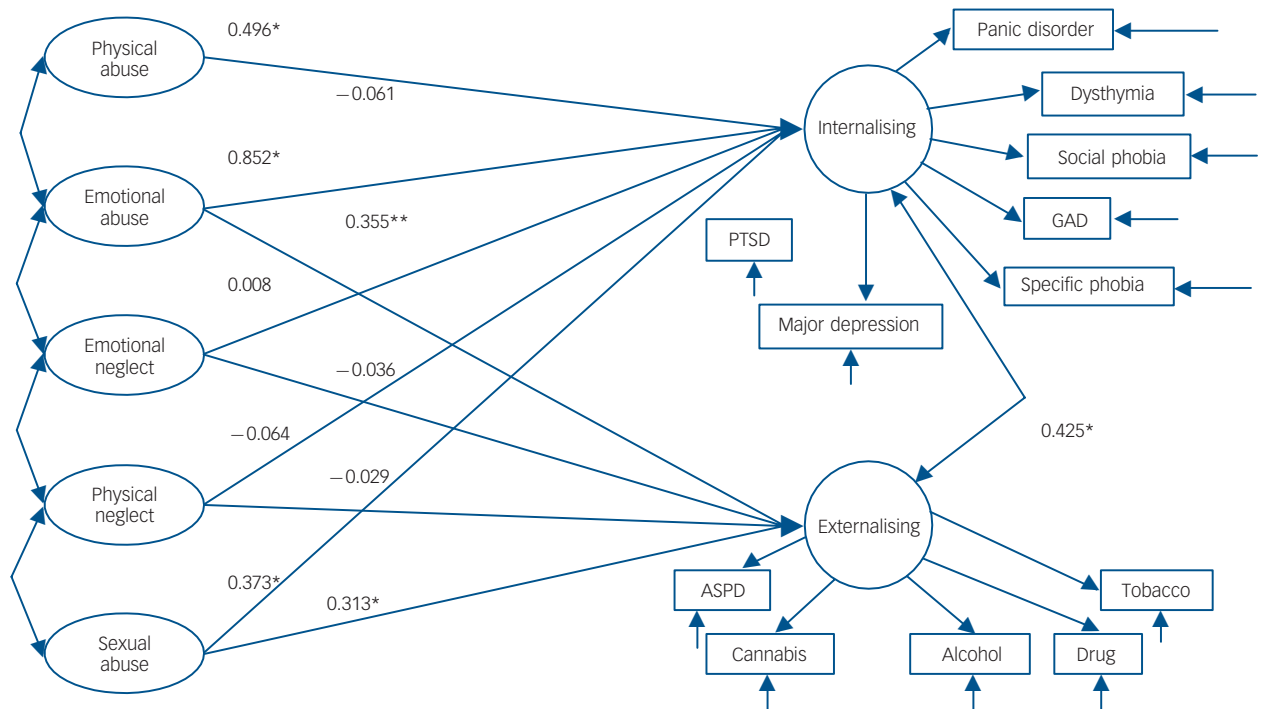 0.496*
Physical
abuse
−0.061
0.852*
Emotional
abuse
0.355**
0.008
Emotional
neglect
−0.036
−0.064
−0.029
Physical
neglect
0.373*
0.313*
Sexual
abuse
Internalising
Panic disorder
Dysthymia
Social phobia
GAD
Specific phobia
PTSD
Major depression
0.425*
Externalising
ASPD
Cannabis
Alcohol
Drug
Tobacco